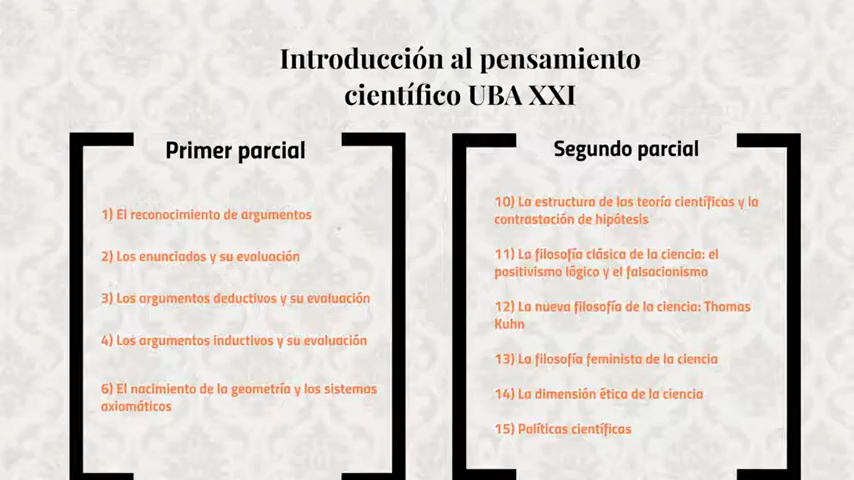 Introducción al pensamiento
científico UBA XXI
Primer parcial
1) El reconocimiento de argumentos
2) Los enunciados y su evaluación
3) Los argumentos deductivos y su evaluación
4) Los argumentos inductivos y su evaluación
6) El nacimiento de la geometría y los sistemas
axiomáticos
Segundo parcial
10) La estructura de las teoría científicas y la
contrastación de hipótesis
11) La filosofía clásica de la ciencia: el
positivismo lógico y el falsacionismo
12) La nueva filosofía de la ciencia: Thomas
Kuhn
13) La filosofía feminista de la ciencia
14) La dimensión ética de la ciencia
15) Políticas científicas